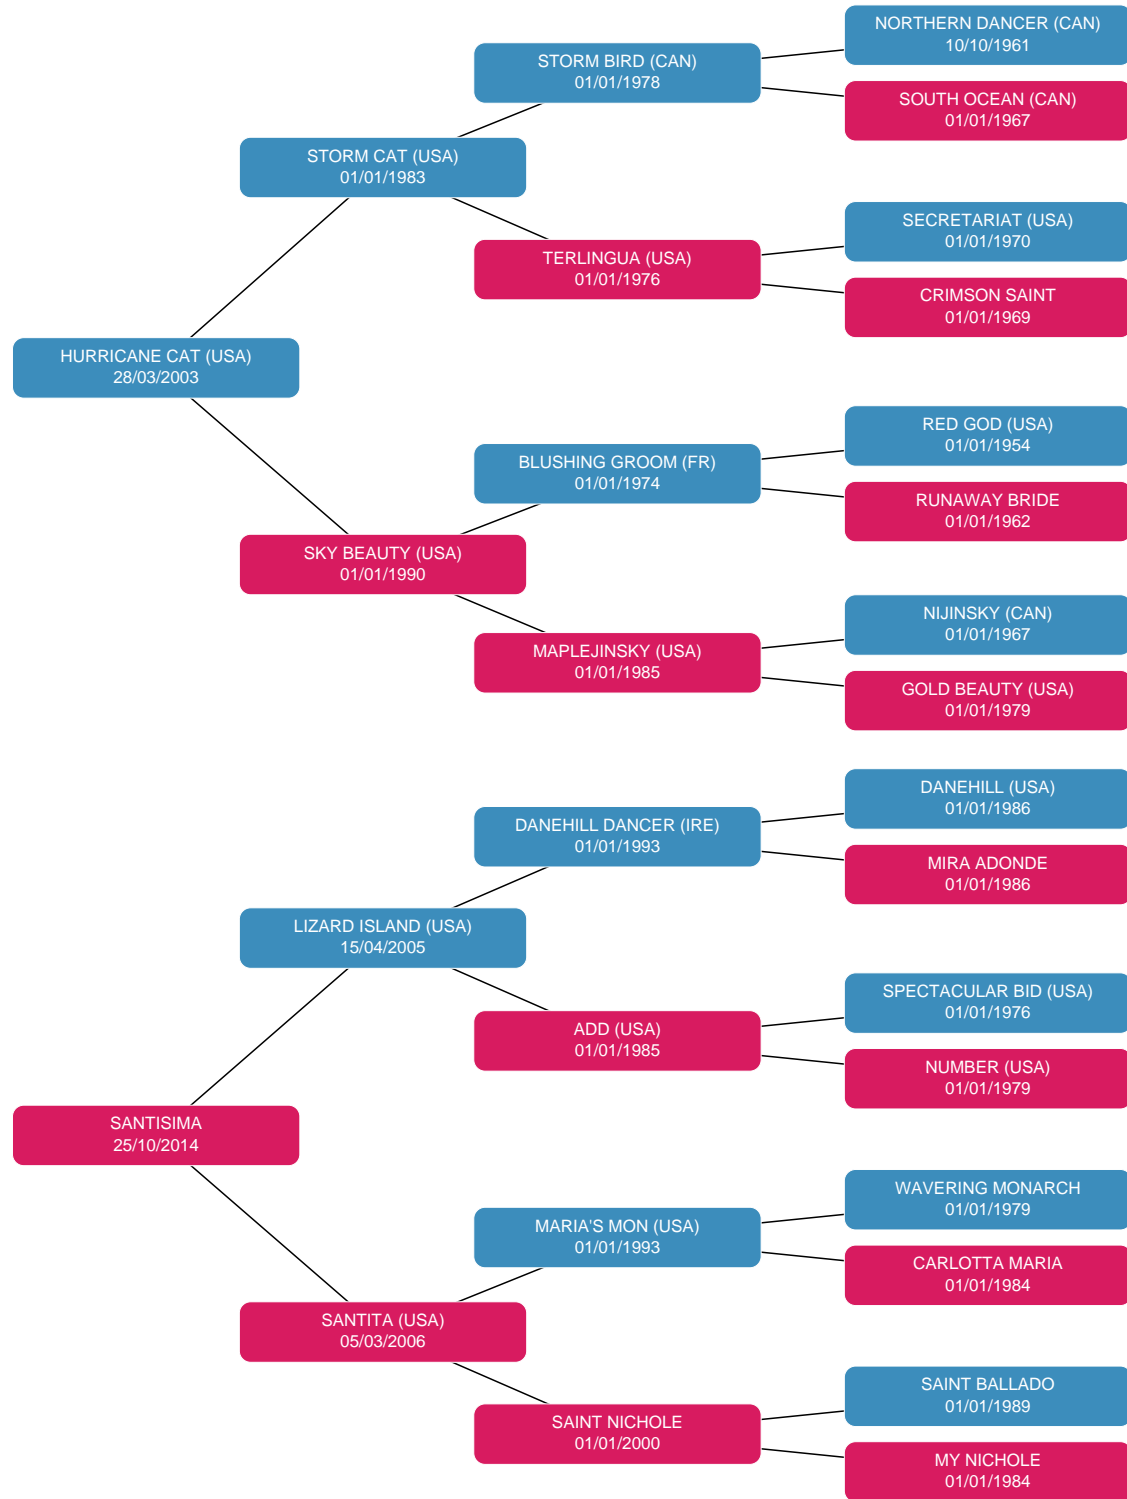 NORTHERN DANCER (CAN)
10/10/1961
STORM BIRD (CAN)
01/01/1978
SOUTH OCEAN (CAN)
01/01/1967
STORM CAT (USA)
01/01/1983
SECRETARIAT (USA)
01/01/1970
TERLINGUA (USA)
01/01/1976
CRIMSON SAINT
01/01/1969
HURRICANE CAT (USA)
28/03/2003
RED GOD (USA)
01/01/1954
BLUSHING GROOM (FR)
01/01/1974
RUNAWAY BRIDE
01/01/1962
SKY BEAUTY (USA)
01/01/1990
NIJINSKY (CAN)
01/01/1967
MAPLEJINSKY (USA)
01/01/1985
GOLD BEAUTY (USA)
01/01/1979
DANEHILL (USA)
01/01/1986
DANEHILL DANCER (IRE)
01/01/1993
MIRA ADONDE
01/01/1986
LIZARD ISLAND (USA)
15/04/2005
SPECTACULAR BID (USA)
01/01/1976
ADD (USA)
01/01/1985
NUMBER (USA)
01/01/1979
SANTISIMA
25/10/2014
WAVERING MONARCH
01/01/1979
MARIA'S MON (USA)
01/01/1993
CARLOTTA MARIA
01/01/1984
SANTITA (USA)
05/03/2006
SAINT BALLADO
01/01/1989
SAINT NICHOLE
01/01/2000
MY NICHOLE
01/01/1984